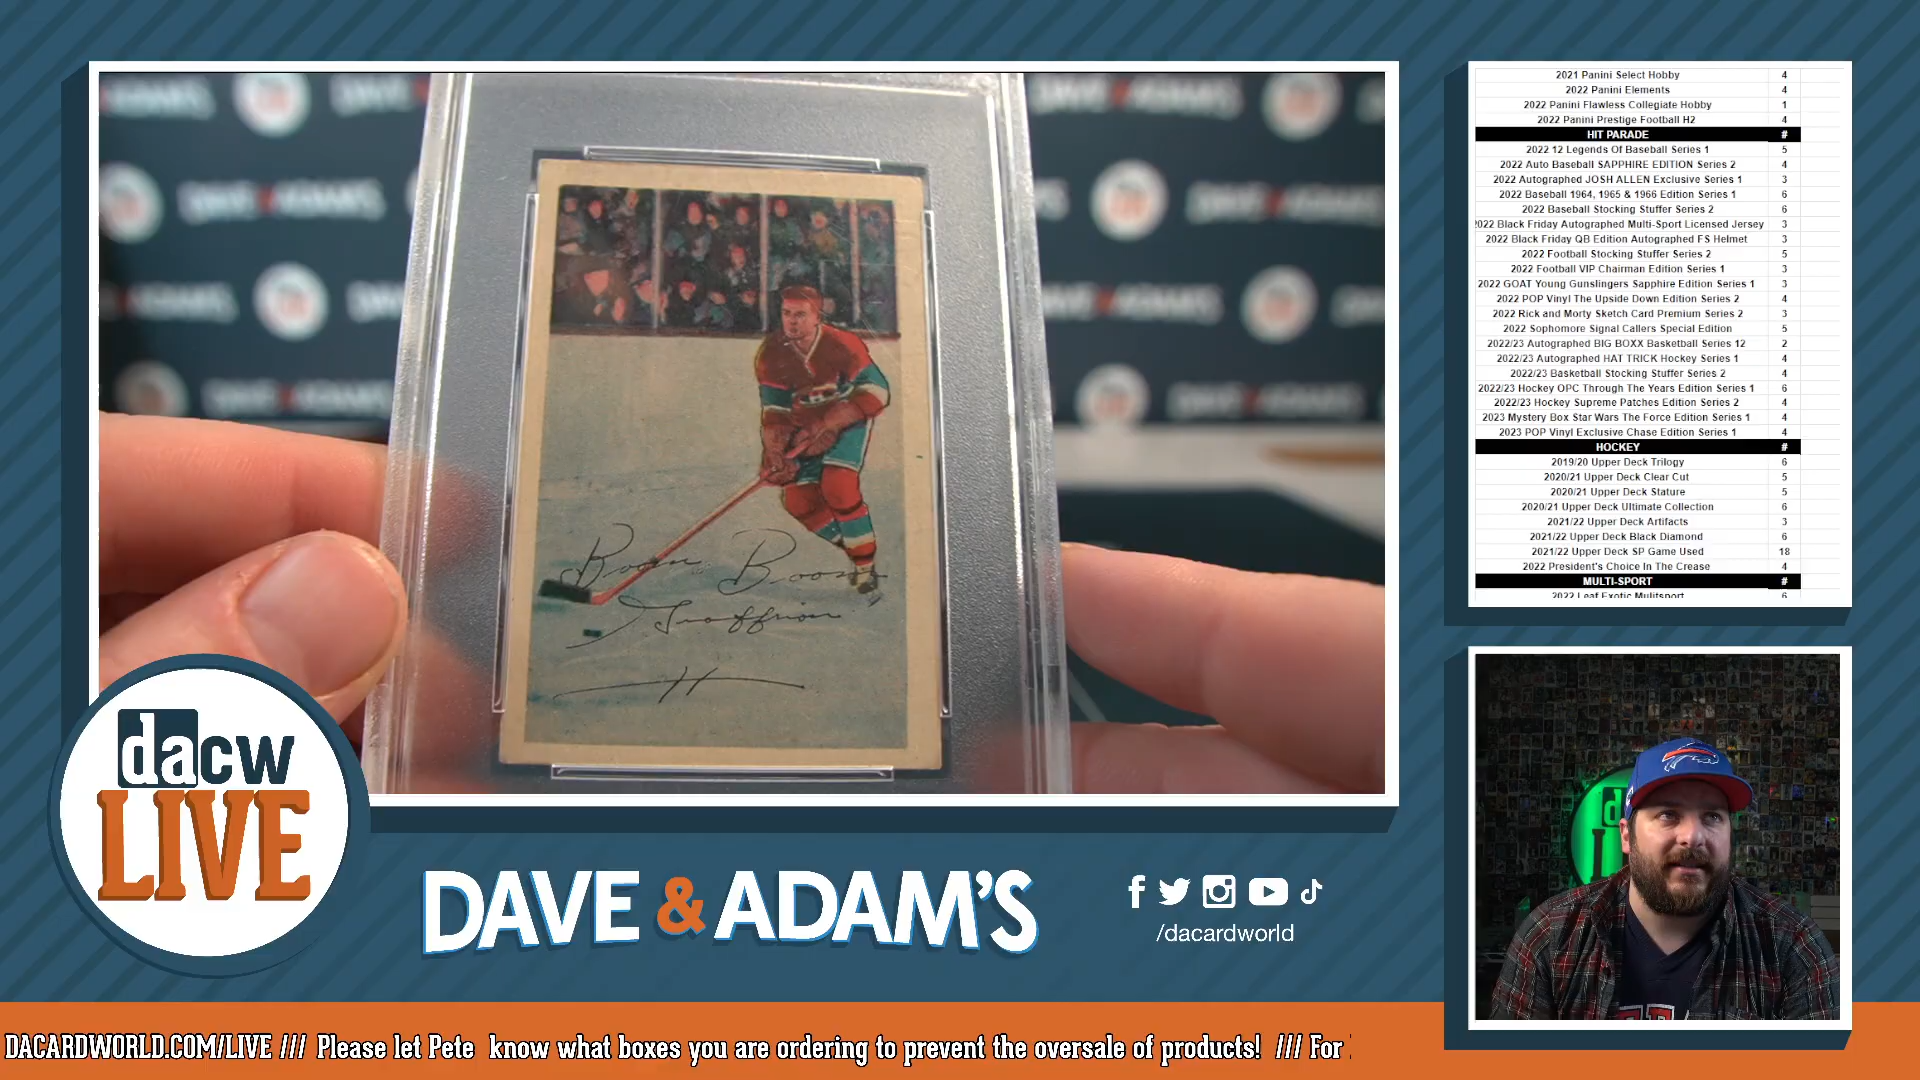 DAVE & ADAM'S
Boom Boom
Geoffrion
2021 Panini Select Hobby 4
2022 Panini Elements 4
2022 Panini Flawless Collegiate Hobby 1
2022 Panini Prestige Football H2 4
HIT PARADE #
2022 12 Legends Of Baseball Series 1 5
2022 Auto Baseball SAPPHIRE EDITION Series 2 4
2022 Autographed JOSH ALLEN Exclusive Series 1 3
2022 Baseball 1964, 1965 & 1966 Edition Series 1 6
2022 Baseball Stocking Stuffer Series 2 6
2022 Black Friday Autographed Multi-Sport Licensed Jersey 3
2022 Black Friday QB Edition Autographed FS Helmet 3
2022 Football Stocking Stuffer Series 2 5
2022 Football VIP Chairman Edition Series 1 3
2022 GOAT Young Gunslingers Sapphire Edition Series 1 3
2022 POP Vinyl The Upside Down Edition Series 2 4
2022 Rick and Morty Sketch Card Premium Series 2 3
2022 Sophomore Signal Callers Special Edition 5
2022/23 Autographed BIG BOXX Basketball Series 12 2
2022/23 Autographed HAT TRICK Hockey Series 1 4
2022/23 Basketball Stocking Stuffer Series 2 4
2022/23 Hockey OPC Through The Years Edition Series 1 6
2022/23 Hockey Supreme Patches Edition Series 2 4
2023 Mystery Box Star Wars The Force Edition Series 1 4
2023 POP Vinyl Exclusive Chase Edition Series 1 4
HOCKEY #
2019/20 Upper Deck Trilogy 6
2020/21 Upper Deck Clear Cut 5
2020/21 Upper Deck Stature 5
2020/21 Upper Deck Ultimate Collection 6
2021/22 Upper Deck Artifacts 3
2021/22 Upper Deck Black Diamond 6
2021/22 Upper Deck SP Game Used 18
2022 President's Choice In The Crease 4
MULTI-SPORT #
2022 Leaf Exotic Mulitsport 6
dacw
LIVE
DAVE & ADAM'S
/dacardworld
DACARDWORLD.COM/LIVE /// Please let Pete know what boxes you are ordering to prevent the oversale of products! /// For